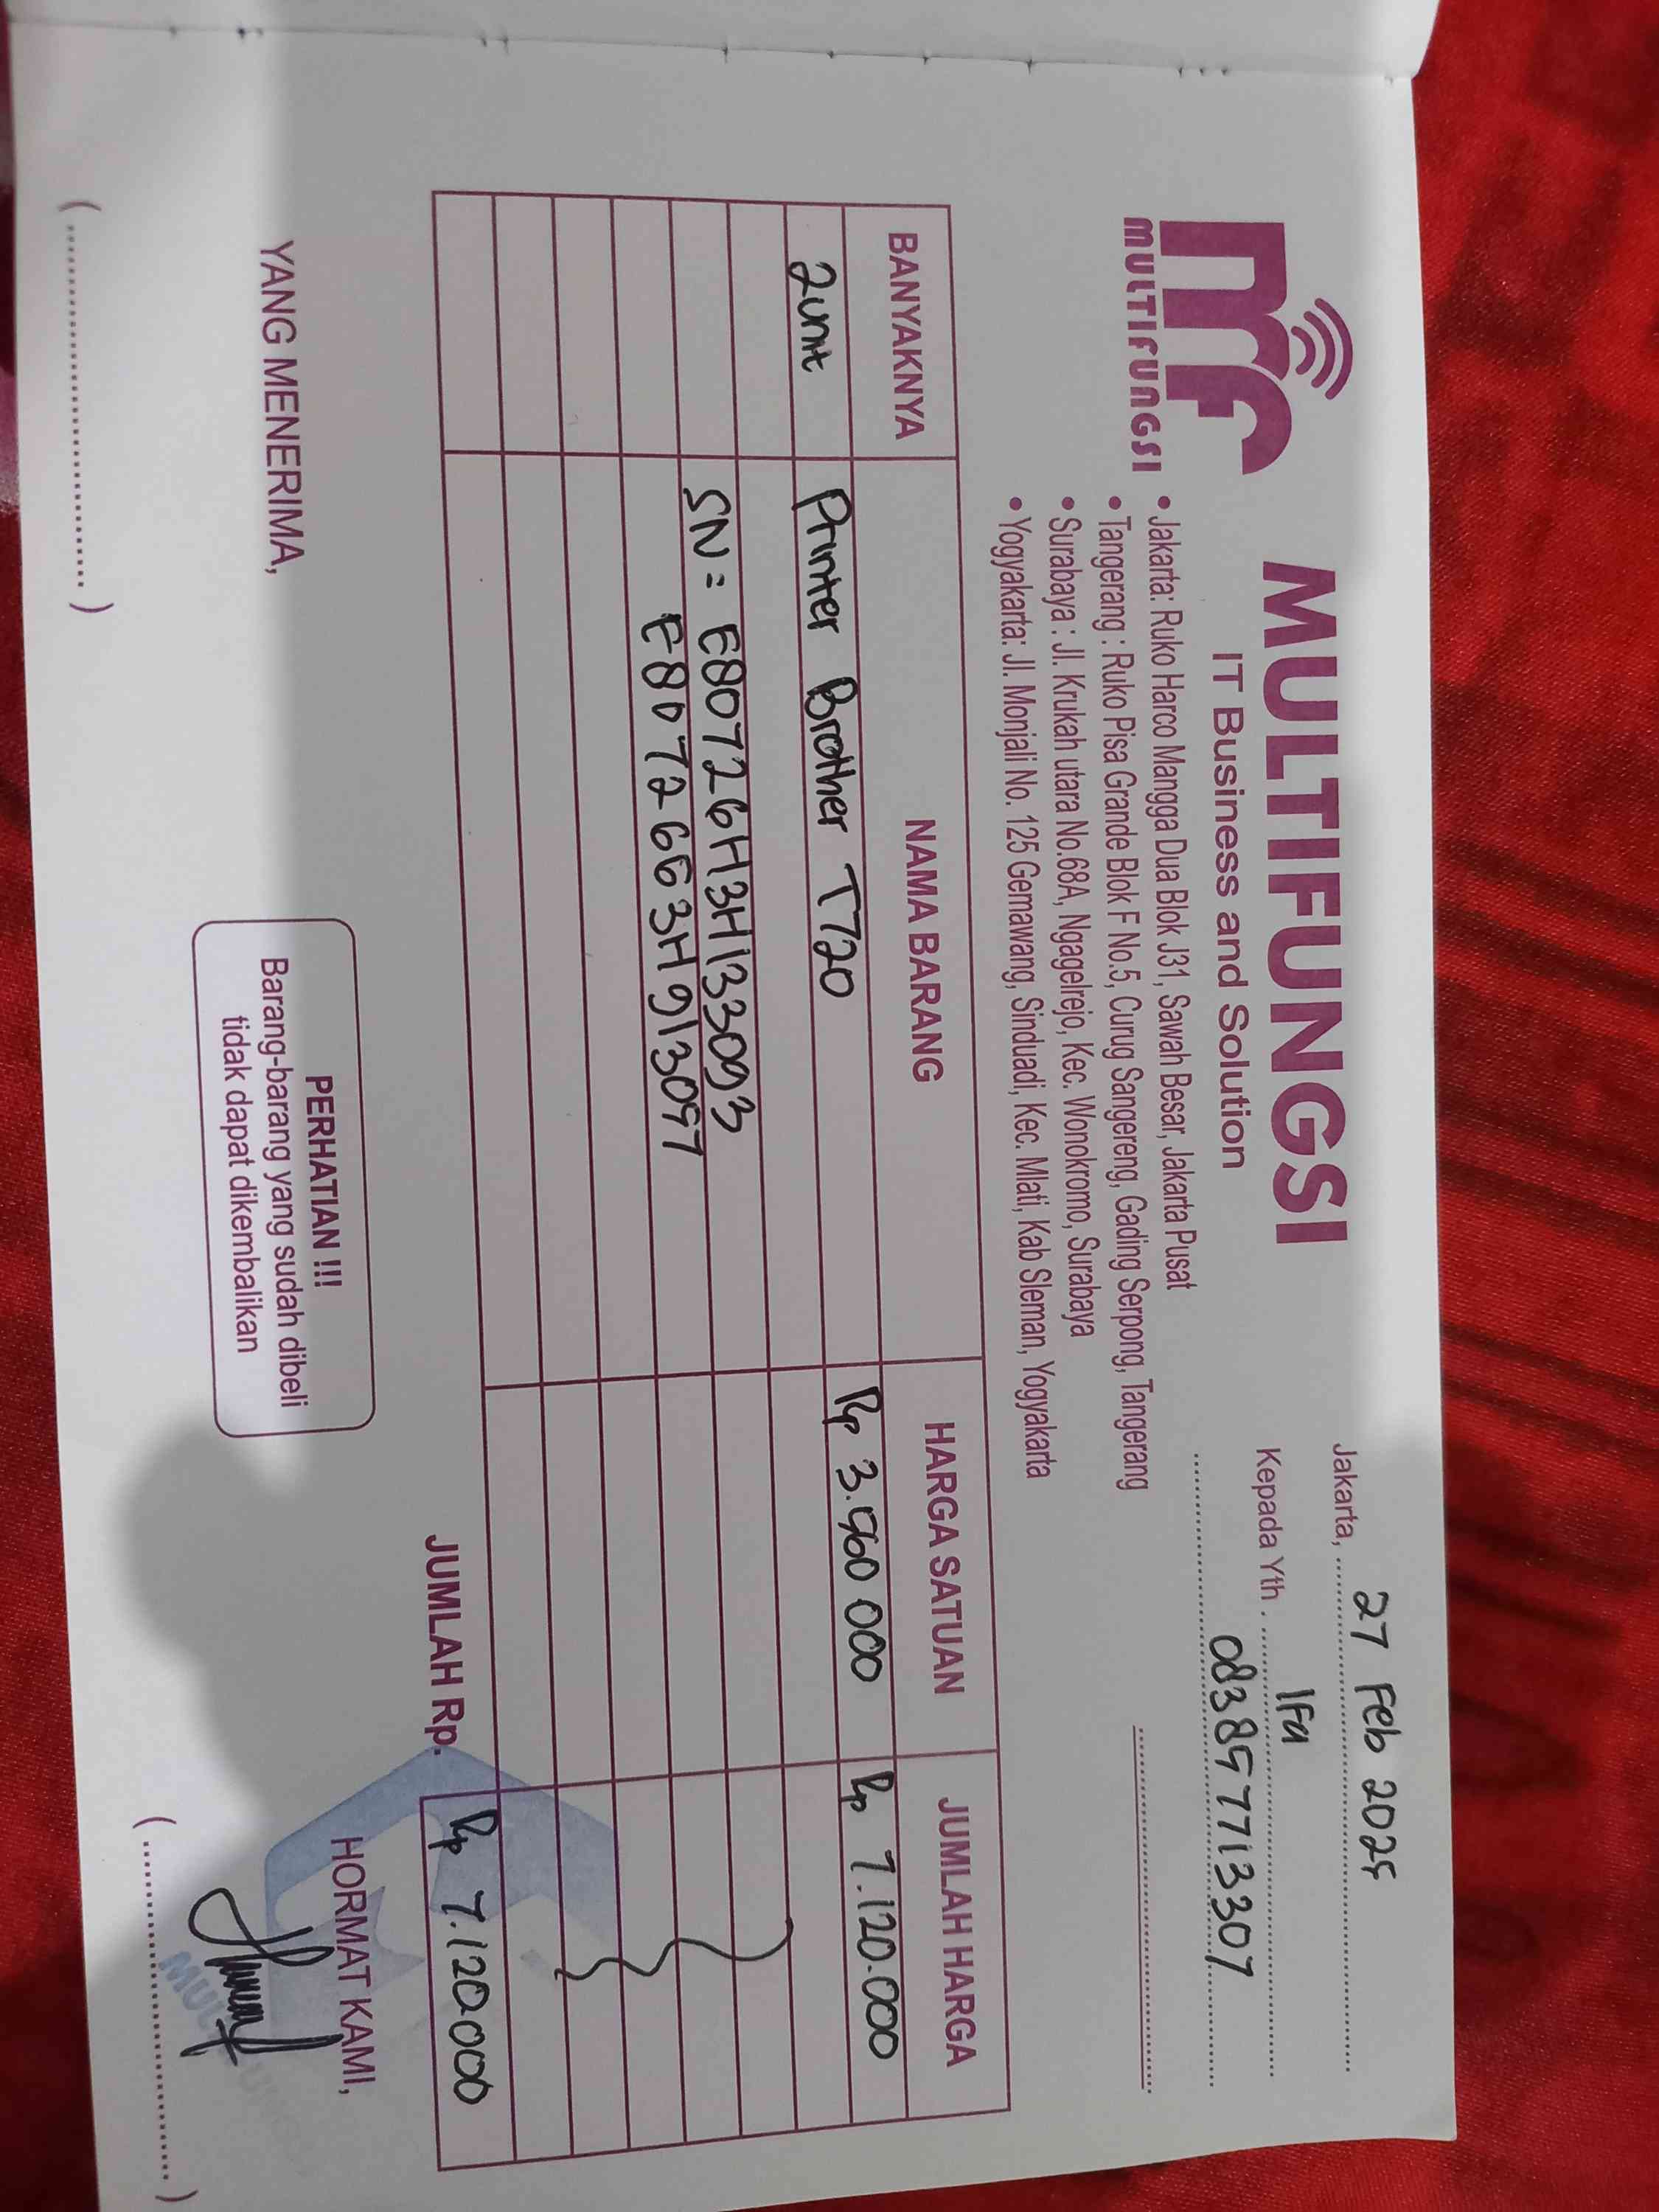 MULTIFUNGSI
MULTIFUNGSI
IT Business and Solution
• Jakarta: Ruko Harco Mangga Dua Blok J31, Sawah Besar, Jakarta Pusat
• Tangerang : Ruko Pisa Grande Blok F No.5, Curug Sangereng, Gading Serpong, Tangerang
• Surabaya : Jl. Krukah utara No.68A, Ngagelrejo, Kec. Wonokromo, Surabaya
• Yogyakarta: Jl. Monjali No. 125 Gemawang, Sinduadi, Kec. Mlati, Kab Sleman, Yogyakarta
Jakarta, 27 Feb 2025
Kepada Yth . Ifa
0838957713307
BANYAKNYA NAMA BARANG HARGA SATUAN JUMLAH HARGA
2unit Printer Brother T720 Rp 3.560 000 Rp 7.120.000
SN = E80726H3H133093
E80726G63H913097
JUMLAH Rp. Rp 7.120.000
YANG MENERIMA,
PERHATIAN !!!
Barang-barang yang sudah dibeli
tidak dapat dikembalikan
HORMAT KAMI,